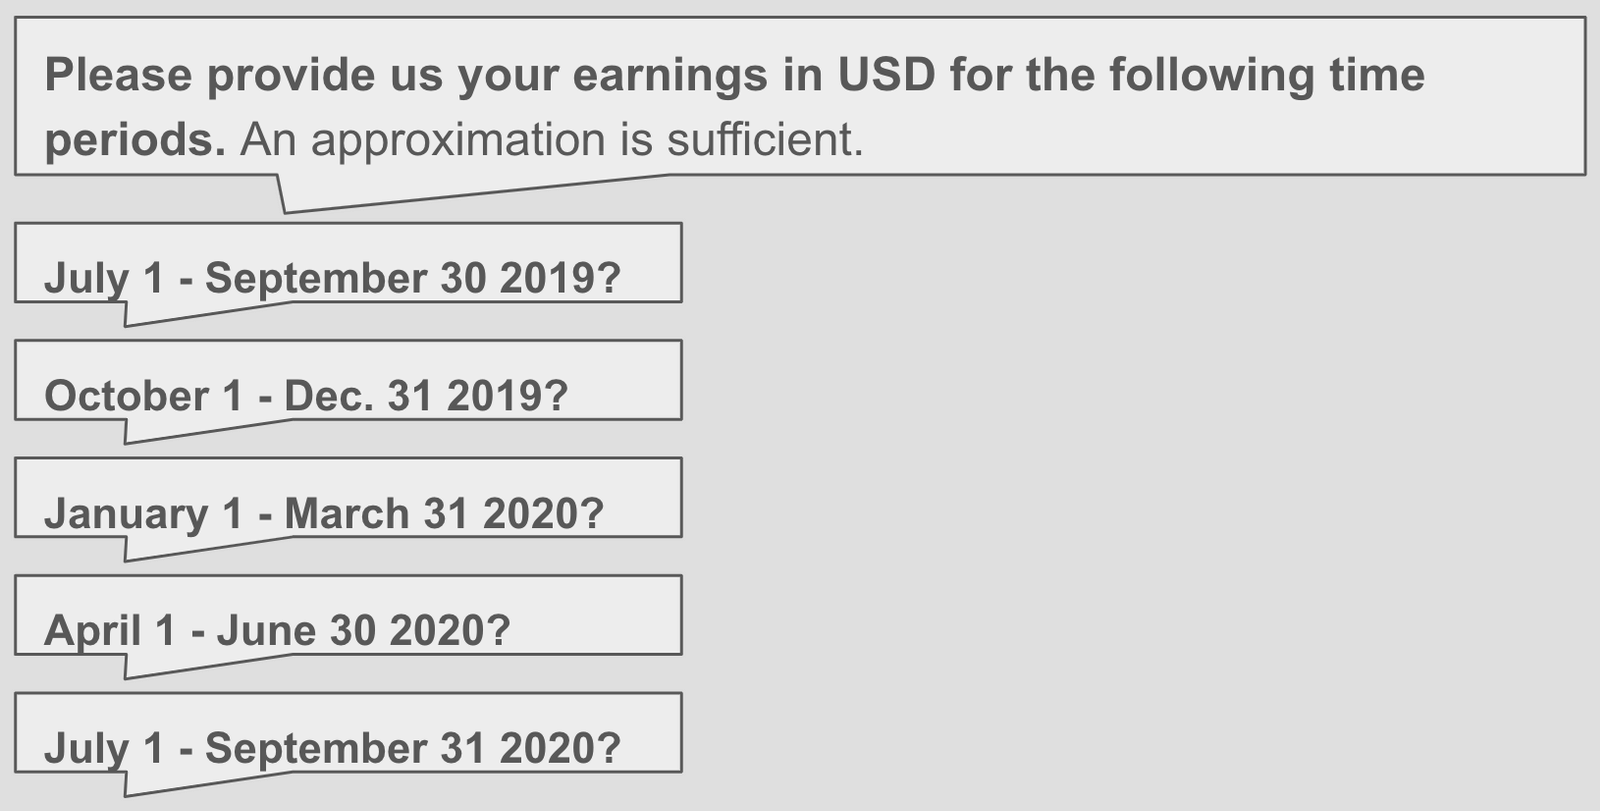 Please provide us your earnings in USD for the following time
periods. An approximation is sufficient.
July 1 - September 30 2019?
October 1 - Dec. 31 2019?
January 1 - March 31 2020?
April 1 - June 30 2020?
July 1 - September 31 2020?